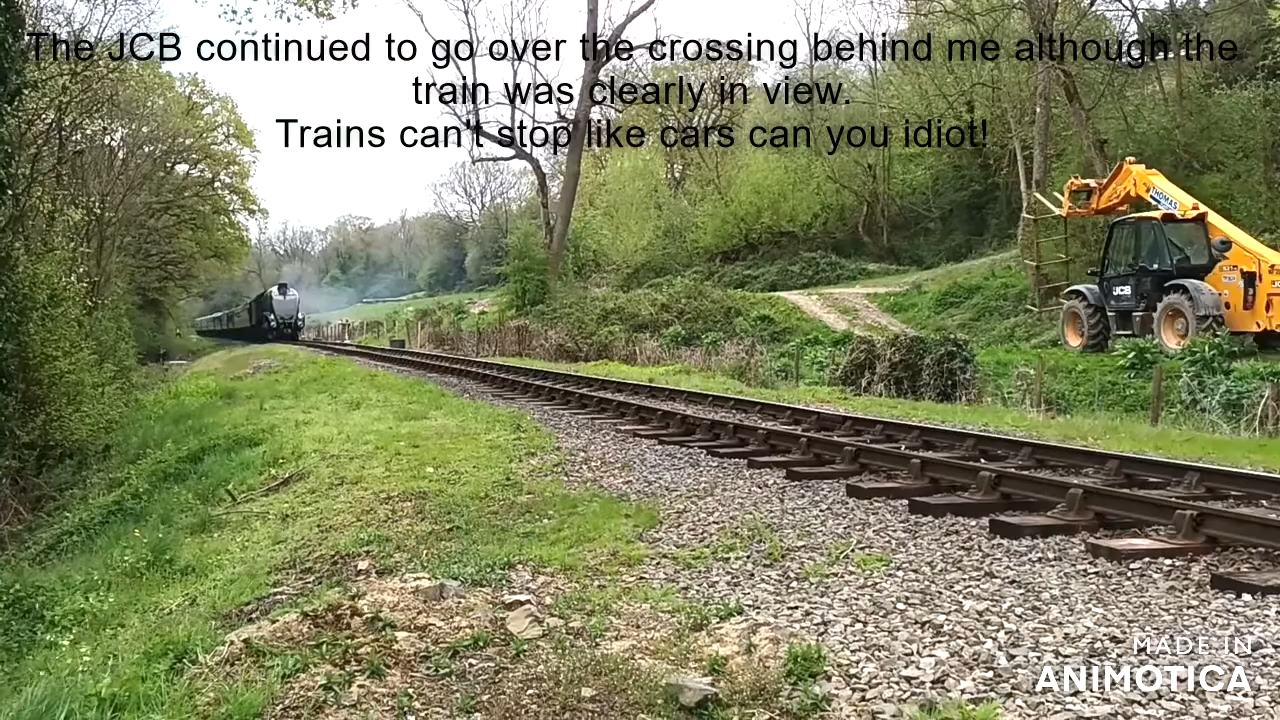 The JCB continued to go over the crossing behind me although the
train was clearly in view.
Trains can't stop like cars can you idiot!
THOMAS
JCB
MADE IN
ANIMOTICA